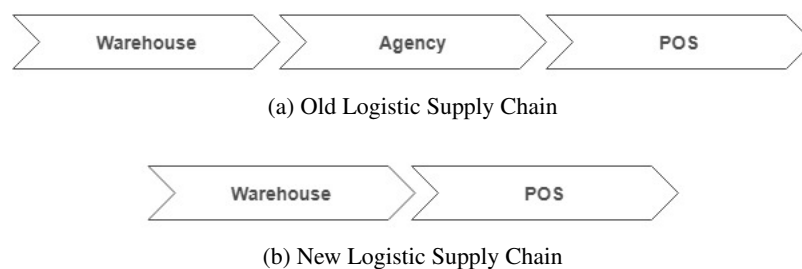 Warehouse Agency POS
(a) Old Logistic Supply Chain
Warehouse POS
(b) New Logistic Supply Chain